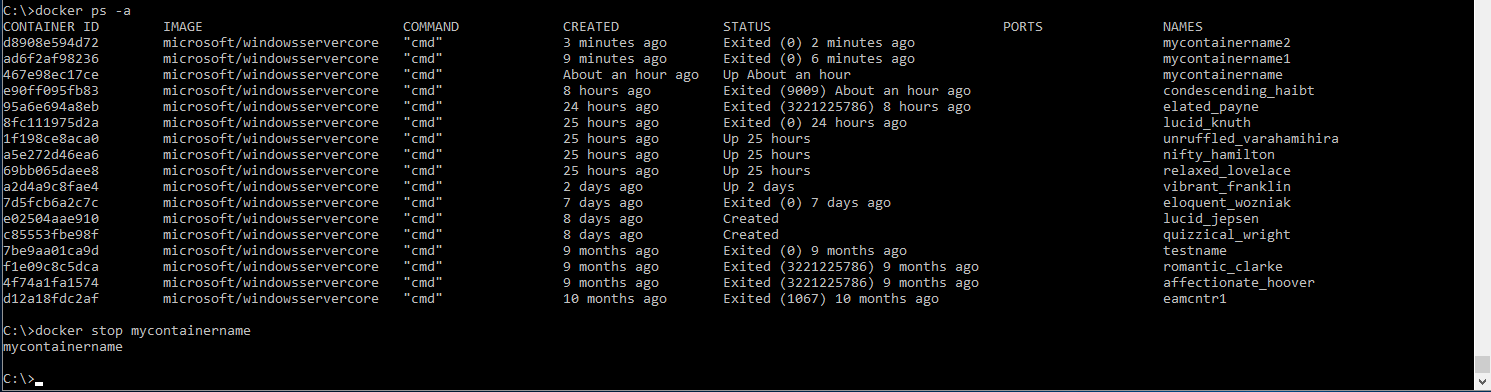 C:\>docker ps -a
CONTAINER ID IMAGE COMMAND CREATED STATUS PORTS NAMES
d8908e594d72 microsoft/windowsservercore "cmd" 3 minutes ago Exited (0) 2 minutes ago mycontainername2
ad6f2af98236 microsoft/windowsservercore "cmd" 9 minutes ago Exited (0) 6 minutes ago mycontainername1
467e98ec17ce microsoft/windowsservercore "cmd" About an hour ago Up About an hour mycontainername
e90ff095fb83 microsoft/windowsservercore "cmd" 8 hours ago Exited (9009) About an hour ago condescending_haibt
95a6e694a8eb microsoft/windowsservercore "cmd" 24 hours ago Exited (3221225786) 8 hours ago elated_payne
8fc111975d2a microsoft/windowsservercore "cmd" 25 hours ago Exited (0) 24 hours ago lucid_knuth
1f198ce8aca0 microsoft/windowsservercore "cmd" 25 hours ago Up 25 hours unruffled_varahamihira
a5e272d46ea6 microsoft/windowsservercore "cmd" 25 hours ago Up 25 hours nifty_hamilton
69bb065daee8 microsoft/windowsservercore "cmd" 25 hours ago Up 25 hours relaxed_lovelace
a2d4a9c8fae4 microsoft/windowsservercore "cmd" 2 days ago Up 2 days vibrant_franklin
7d5fcb6a2c7c microsoft/windowsservercore "cmd" 7 days ago Exited (0) 7 days ago eloquent_wozniak
e02504aae910 microsoft/windowsservercore "cmd" 8 days ago Created lucid_jepsen
c85553fbe98f microsoft/windowsservercore "cmd" 8 days ago Created quizzical_wright
7be9aa01ca9d microsoft/windowsservercore "cmd" 9 months ago Exited (0) 9 months ago testname
f1e09c8c5dca microsoft/windowsservercore "cmd" 9 months ago Exited (3221225786) 9 months ago romantic_clarke
4f74a1fa1574 microsoft/windowsservercore "cmd" 9 months ago Exited (3221225786) 9 months ago affectionate_hoover
d12a18fdc2af microsoft/windowsservercore "cmd" 10 months ago Exited (1067) 10 months ago eamcntr1
C:\>docker stop mycontainername
mycontainername
C:\>